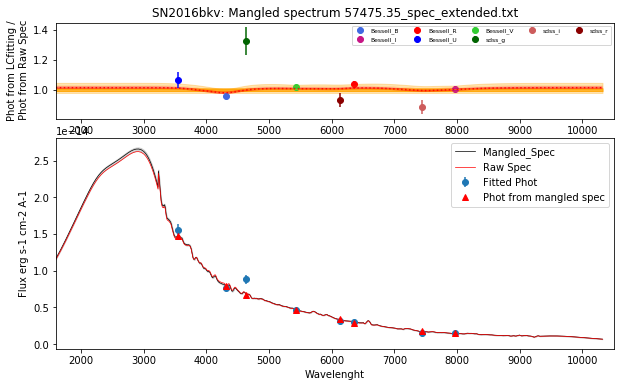 SN2016bkv: Mangled spectrum 57475.35_spec_extended.txt
Phot from LCfitting /
Phot from Raw Spec
1.4
1.2
1.0
Bessell_B
Bessell_I
Bessell_R
Bessell_U
Bessell_V
sdss_g
sdss_i
sdss_r
2000 3000 4000 5000 6000 7000 8000 9000 10000
1e-14
Flux erg s-1 cm-2 A-1
2.5
2.0
1.5
1.0
0.5
0.0
Mangled_Spec
Raw Spec
Fitted Phot
Phot from mangled spec
2000 3000 4000 5000 6000 7000 8000 9000 10000
Wavelenght